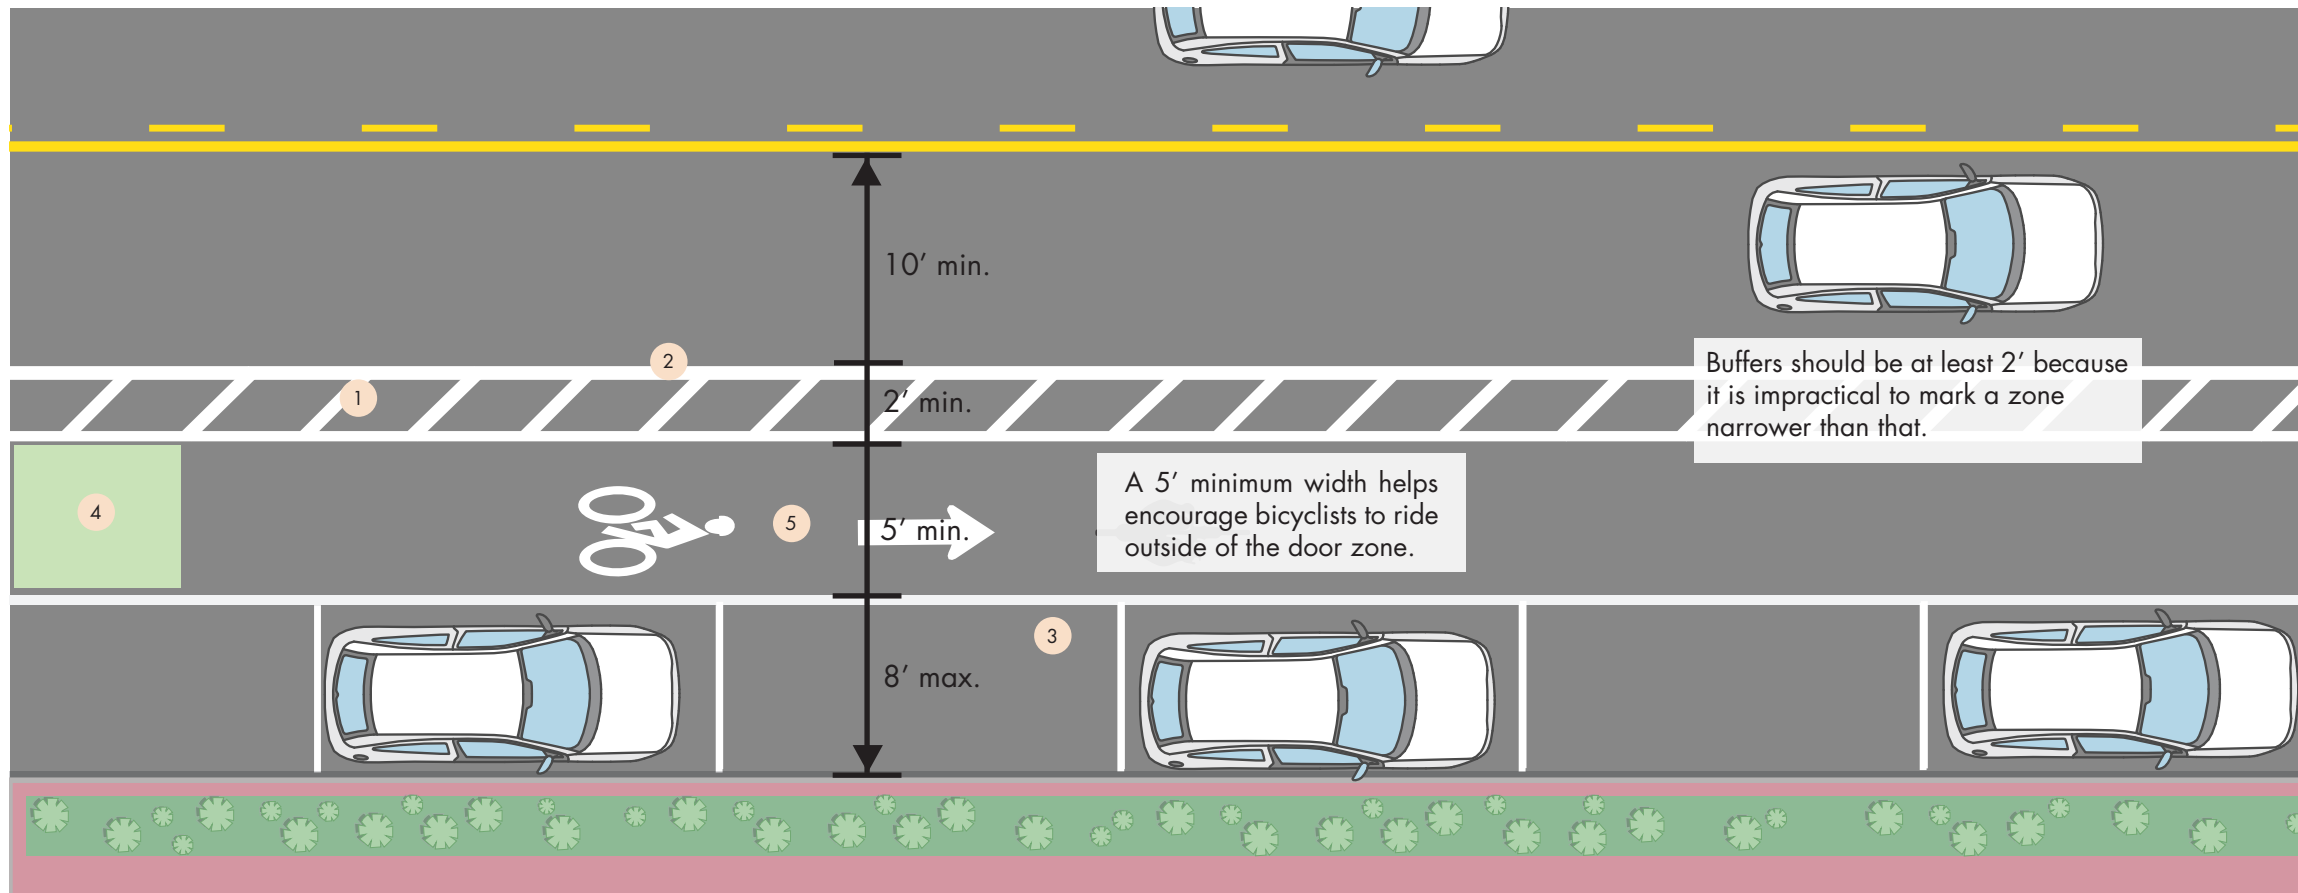 10′ min.
2
Buffers should be at least 2′ because
it is impractical to mark a zone
narrower than that.
1
2′ min.
A 5′ minimum width helps
encourage bicyclists to ride
outside of the door zone.
4
5
5′ min.
3
8′ max.